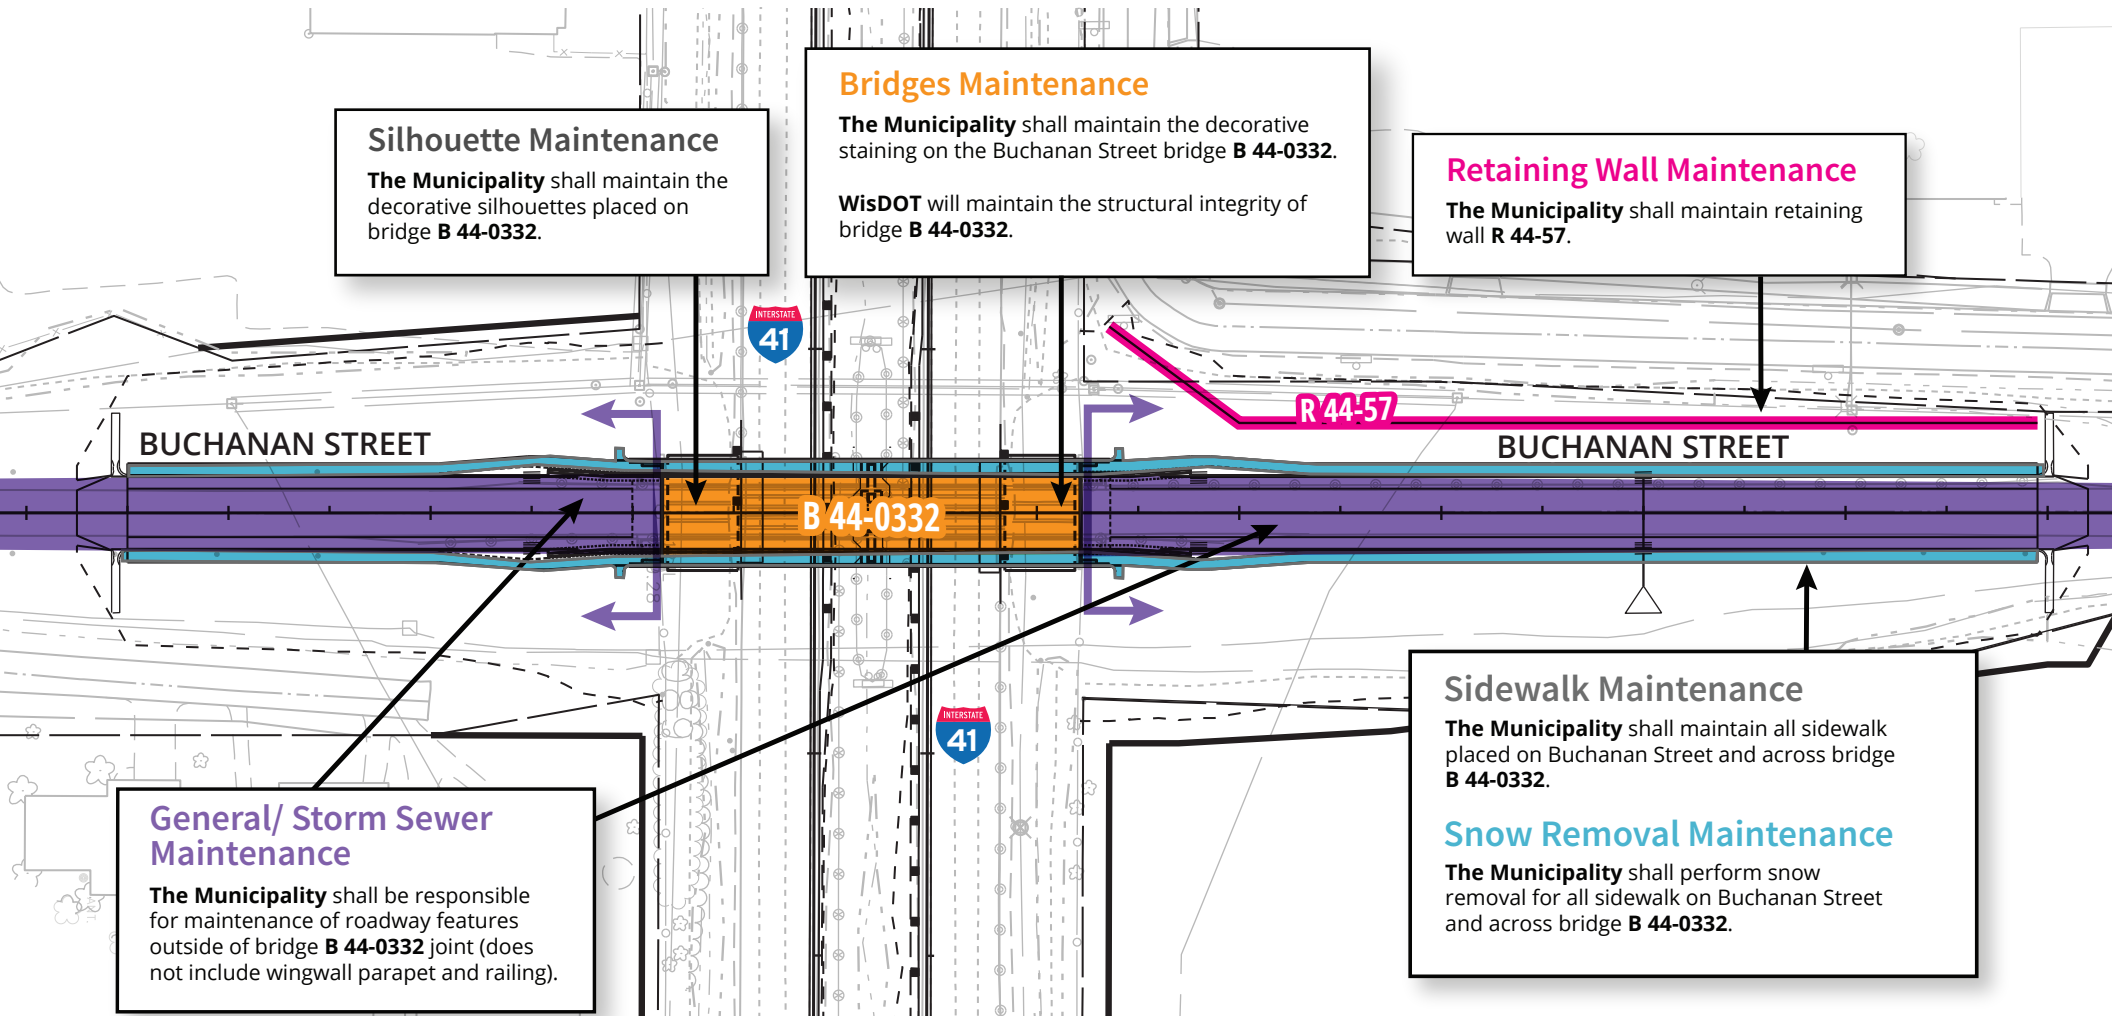 Bridges Maintenance
The Municipality shall maintain the decorative
staining on the Buchanan Street bridge B 44-0332.
WisDOT will maintain the structural integrity of
bridge B 44-0332.
Silhouette Maintenance
The Municipality shall maintain the
decorative silhouettes placed on
bridge B 44-0332.
Retaining Wall Maintenance
The Municipality shall maintain retaining
wall R 44-57.
INTERSTATE
41
R 44-57
BUCHANAN STREET
BUCHANAN STREET
B 44-0332
INTERSTATE
41
General/ Storm Sewer
Maintenance
The Municipality shall be responsible
for maintenance of roadway features
outside of bridge B 44-0332 joint (does
not include wingwall parapet and railing).
Sidewalk Maintenance
The Municipality shall maintain all sidewalk
placed on Buchanan Street and across bridge
B 44-0332.
Snow Removal Maintenance
The Municipality shall perform snow
removal for all sidewalk on Buchanan Street
and across bridge B 44-0332.